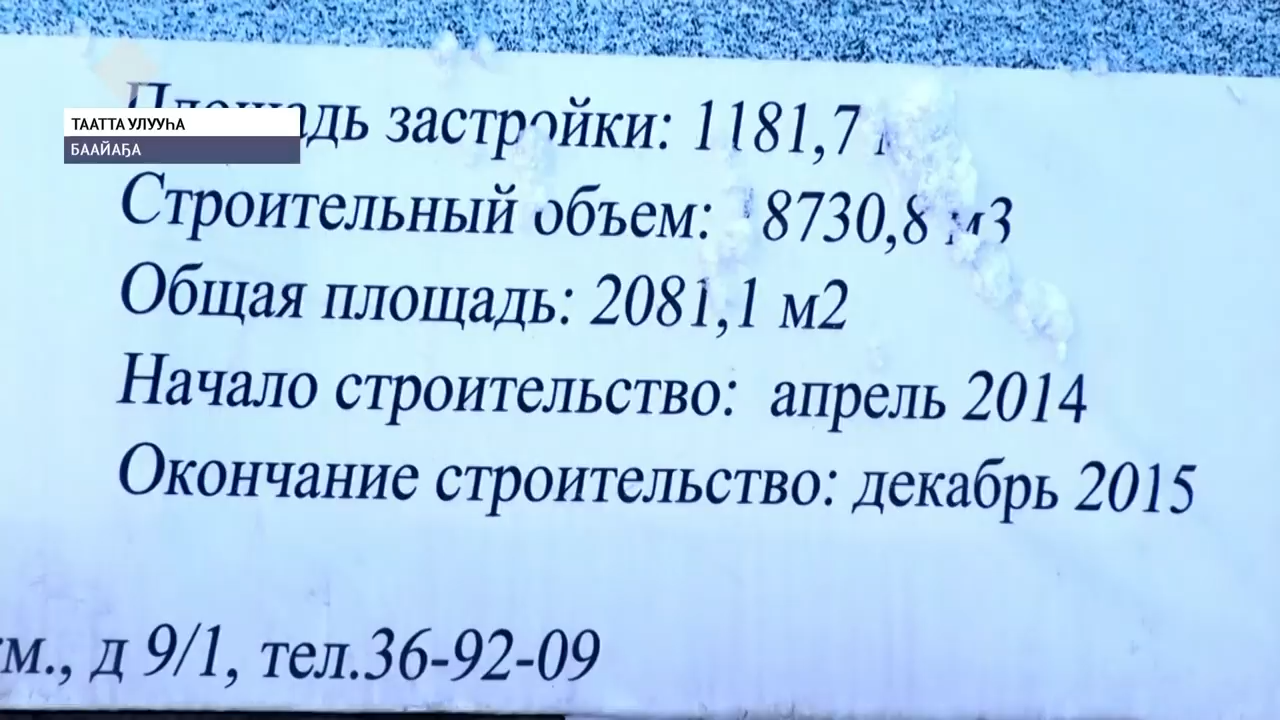 ТААТТА УЛУУҺА
БААЙАҔА
застройки: 1181,7
Строительный объем: 8730,8 м3
Общая площадь: 2081,1 м2
Начало строительство: апрель 2014
Окончание строительство: декабрь 2015
д 9/1, тел.36-92-09